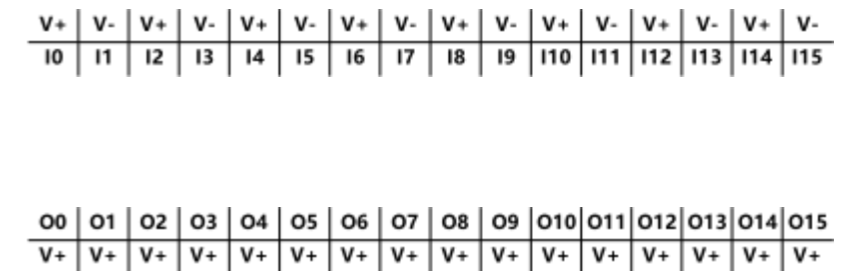 V+ V- V+ V- V+ V- V+ V- V+ V- V+ V- V+ V- V+ V-
I0 I1 I2 I3 I4 I5 I6 I7 I8 I9 I10 I11 I12 I13 I14 I15
O0 O1 O2 O3 O4 O5 O6 O7 O8 O9 O10 O11 O12 O13 O14 O15
V+ V+ V+ V+ V+ V+ V+ V+ V+ V+ V+ V+ V+ V+ V+ V+